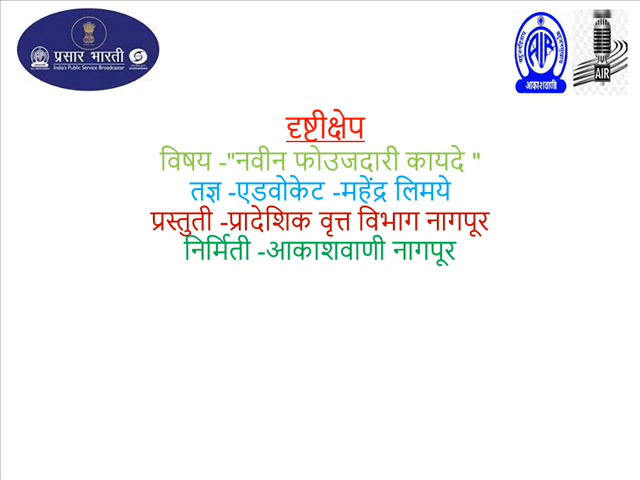 प्रसार भारती
India's Public Service Broadcaster
आकाशवाणी
AIR
दृष्टीक्षेप
विषय -"नवीन फोउजदारी कायदे "
तज्ञ -एडवोकेट -महेंद्र लिमये
प्रस्तुती -प्रादेशिक वृत्त विभाग नागपूर
निर्मिती -आकाशवाणी नागपूर